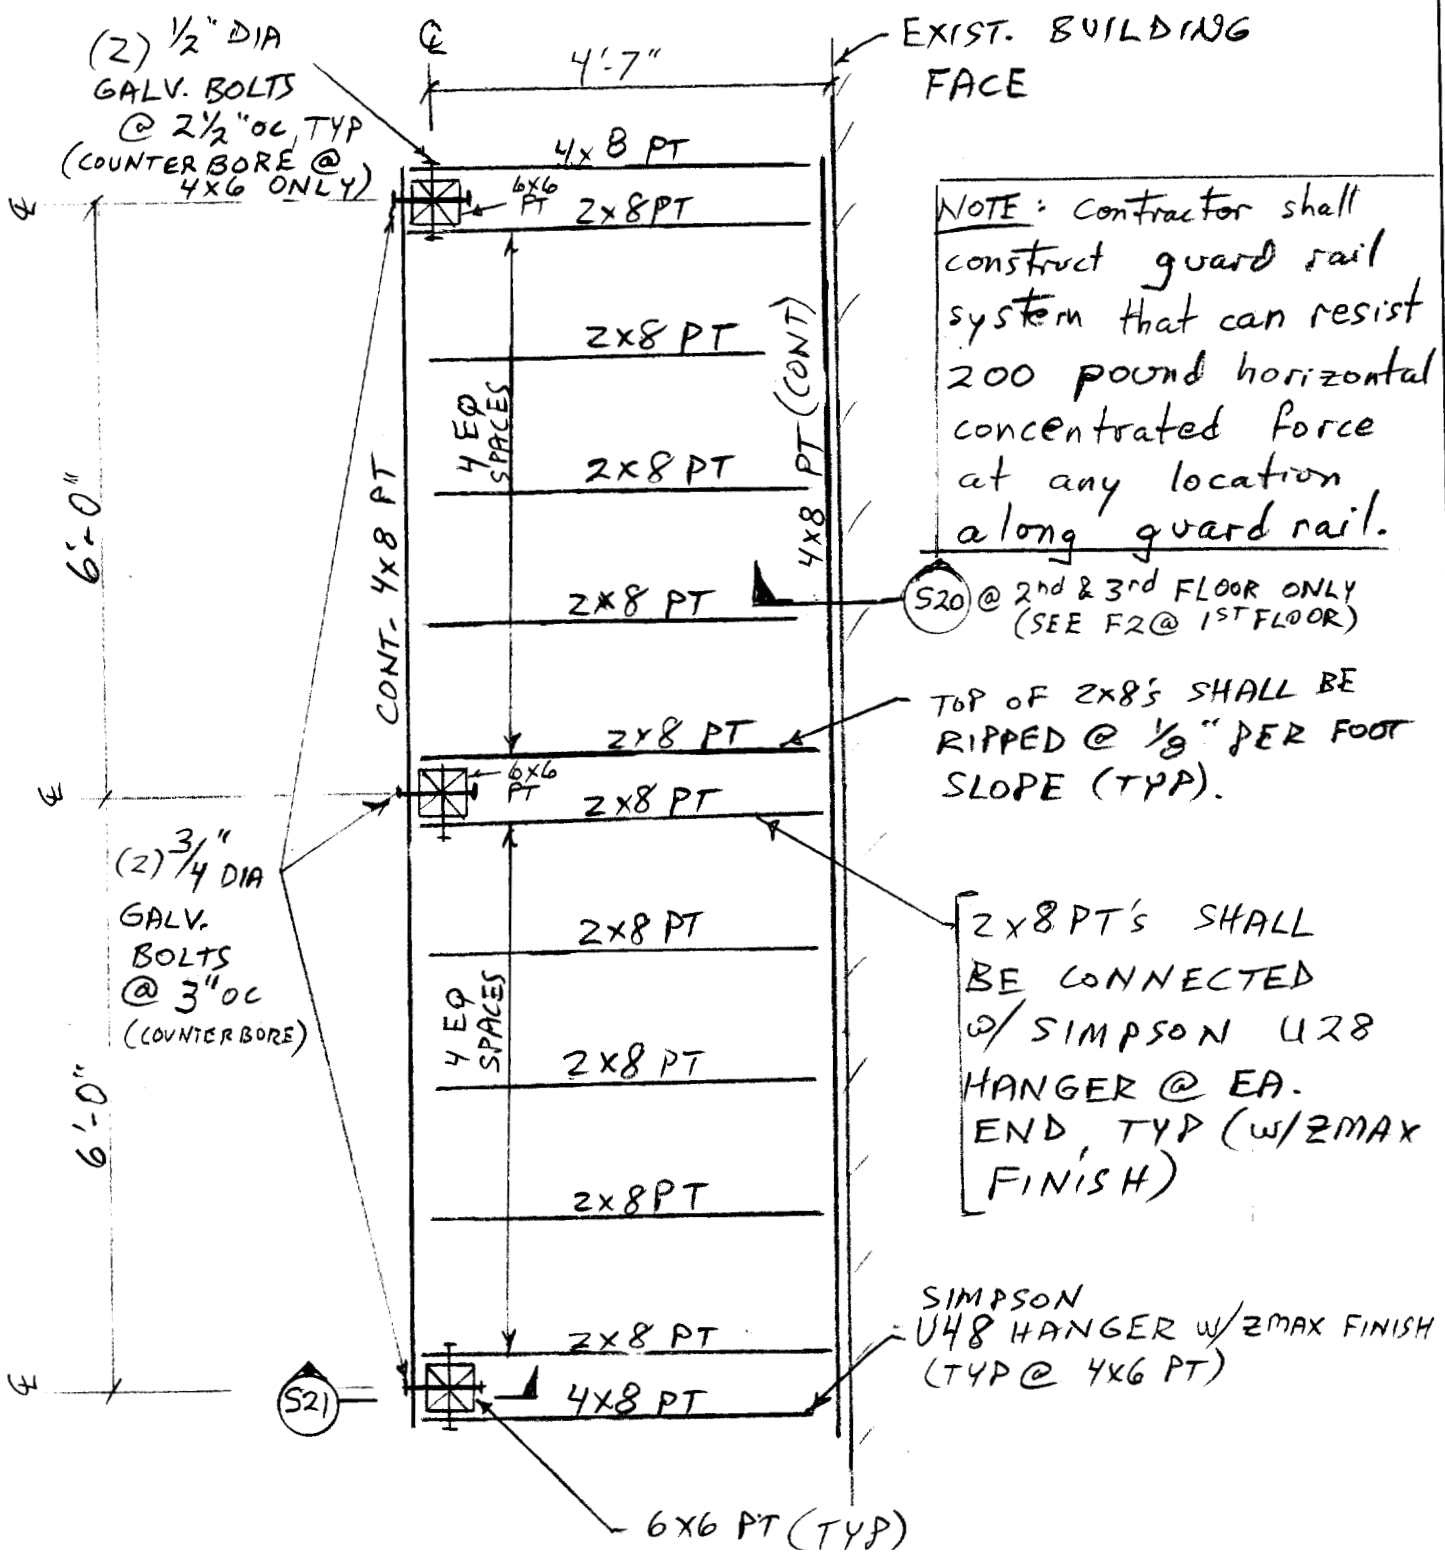 (2) 1/2" DIA
GALV. BOLTS
@ 2 1/2" OC, TYP
(COUNTERBORE @
4X6 ONLY)
℄
4'-7"
EXIST. BUILDING
FACE
4x8 PT
6x6
PT
2x8 PT
℄
NOTE: Contractor shall
construct guard rail
system that can resist
200 pound horizontal
concentrated force
at any location
along guard rail.
2x8 PT
4 EQ
SPACES
2x8 PT
4x8 PT (CONT)
6'-0"
CONT. 4x8 PT
2x8 PT
S20 @ 2nd & 3rd FLOOR ONLY
(SEE F2 @ 1ST FLOOR)
2x8 PT
TOP OF 2x8's SHALL BE
RIPPED @ 1/8" PER FOOT
SLOPE (TYP).
6x6
PT
℄
2x8 PT
(2) 3/4" DIA
GALV.
BOLTS
@ 3" OC
(COUNTERBORE)
2x8 PT
4 EQ
SPACES
2x8 PT
2x8 PT'S SHALL
BE CONNECTED
W/ SIMPSON U28
HANGER @ EA.
END, TYP (W/ZMAX
FINISH)
6'-0"
2x8 PT
2x8 PT
SIMPSON
U48 HANGER W/ZMAX FINISH
(TYP @ 4X6 PT)
℄
S21
4x8 PT
6X6 PT (TYP)